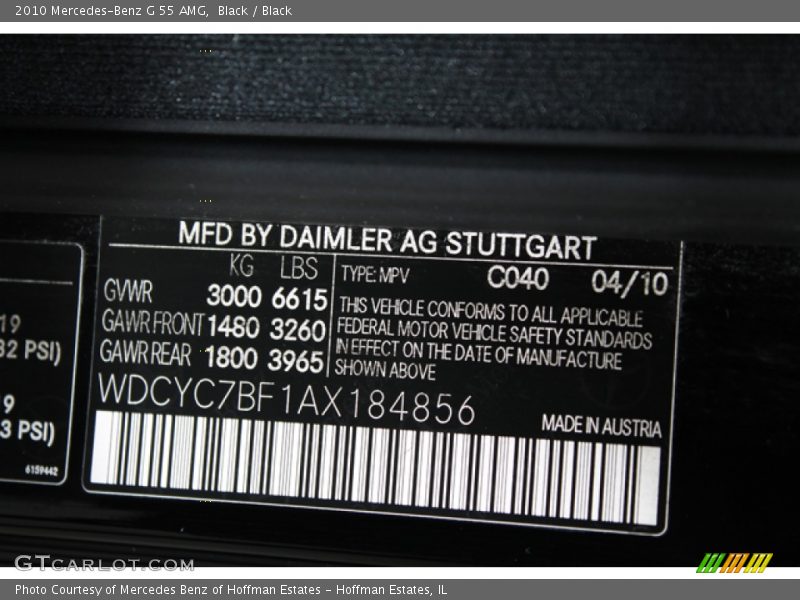 2010 Mercedes-Benz G 55 AMG, Black / Black
MFD BY DAIMLER AG STUTTGART
KG LBS
GVWR 3000 6615
GAWR FRONT 1480 3260
GAWR REAR 1800 3965
TYPE: MPV C040 04/10
THIS VEHICLE CONFORMS TO ALL APPLICABLE
FEDERAL MOTOR VEHICLE SAFETY STANDARDS
IN EFFECT ON THE DATE OF MANUFACTURE
SHOWN ABOVE
WDCYC7BF1AX184856
MADE IN AUSTRIA
19
32 PSI)
9
3 PSI)
6159442
GTCARLOT.COM
Photo Courtesy of Mercedes Benz of Hoffman Estates - Hoffman Estates, IL